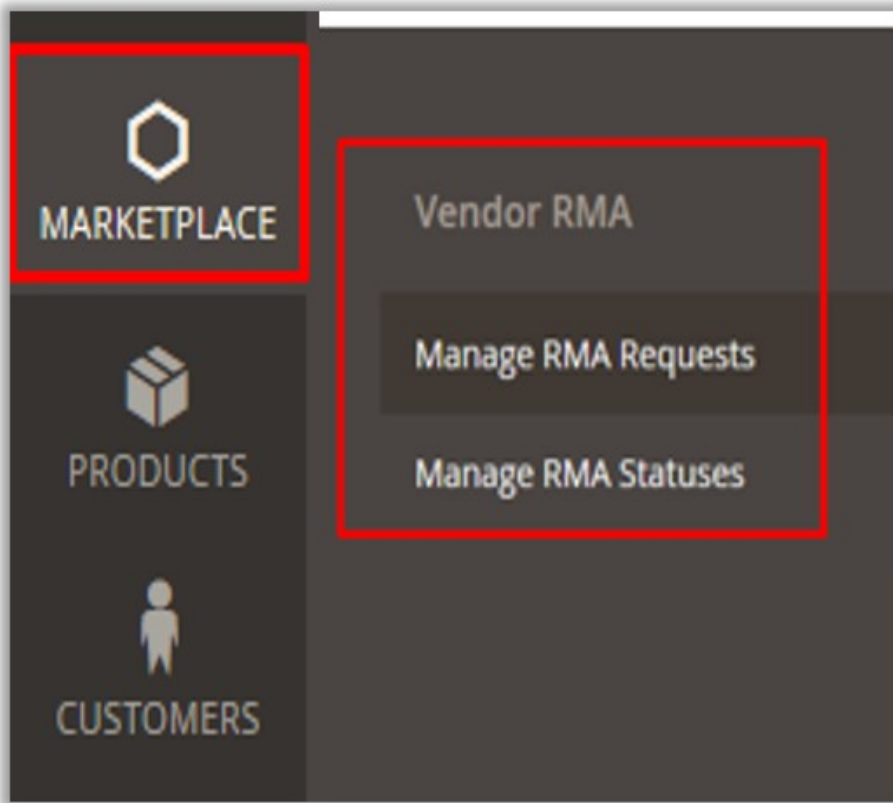 MARKETPLACE
PRODUCTS
CUSTOMERS
Vendor RMA
Manage RMA Requests
Manage RMA Statuses